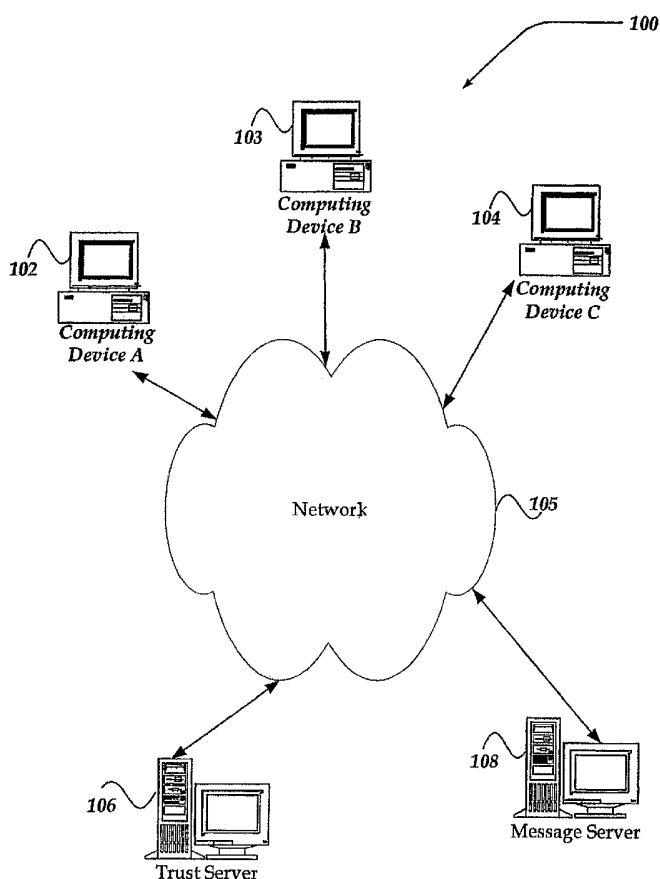 100
103
Computing
Device B
104
Computing
Device C
102
Computing
Device A
Network
105
106
Trust Server
108
Message Server